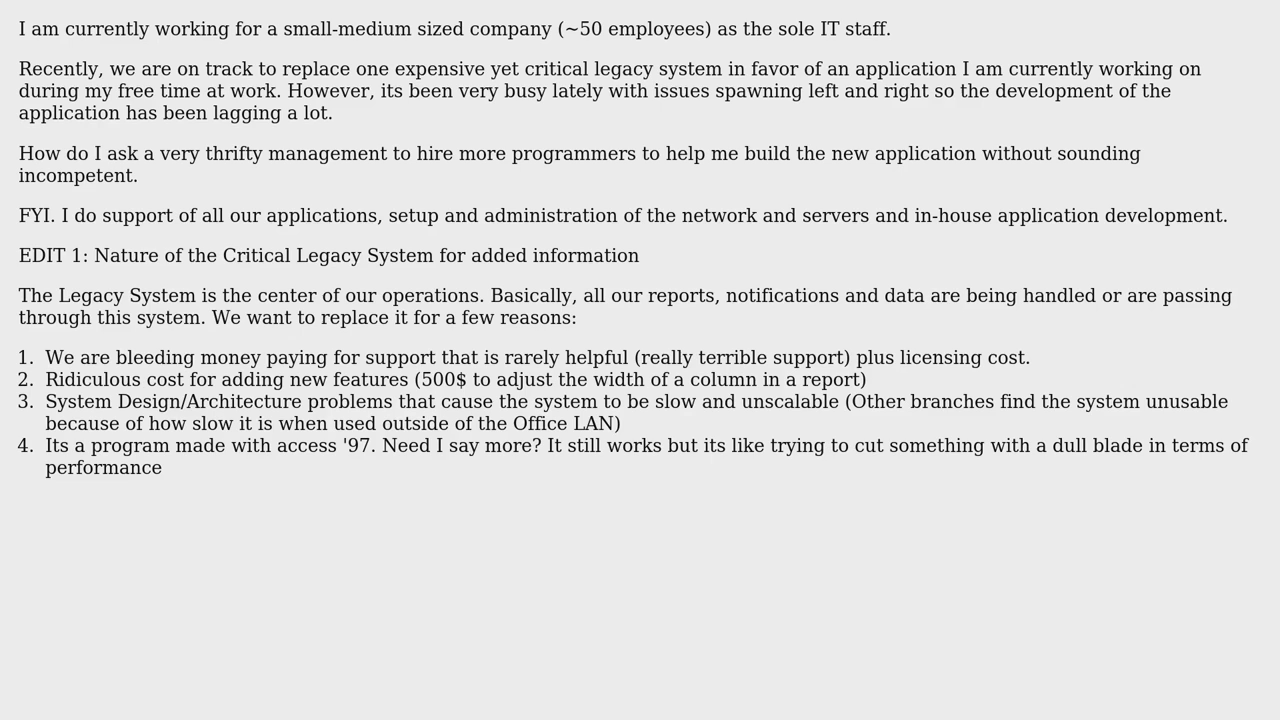 I am currently working for a small-medium sized company (~50 employees) as the sole IT staff.
Recently, we are on track to replace one expensive yet critical legacy system in favor of an application I am currently working on
during my free time at work. However, its been very busy lately with issues spawning left and right so the development of the
application has been lagging a lot.
How do I ask a very thrifty management to hire more programmers to help me build the new application without sounding
incompetent.
FYI. I do support of all our applications, setup and administration of the network and servers and in-house application development.
EDIT 1: Nature of the Critical Legacy System for added information
The Legacy System is the center of our operations. Basically, all our reports, notifications and data are being handled or are passing
through this system. We want to replace it for a few reasons:
1. We are bleeding money paying for support that is rarely helpful (really terrible support) plus licensing cost.
2. Ridiculous cost for adding new features (500$ to adjust the width of a column in a report)
3. System Design/Architecture problems that cause the system to be slow and unscalable (Other branches find the system unusable
because of how slow it is when used outside of the Office LAN)
4. Its a program made with access '97. Need I say more? It still works but its like trying to cut something with a dull blade in terms of
performance